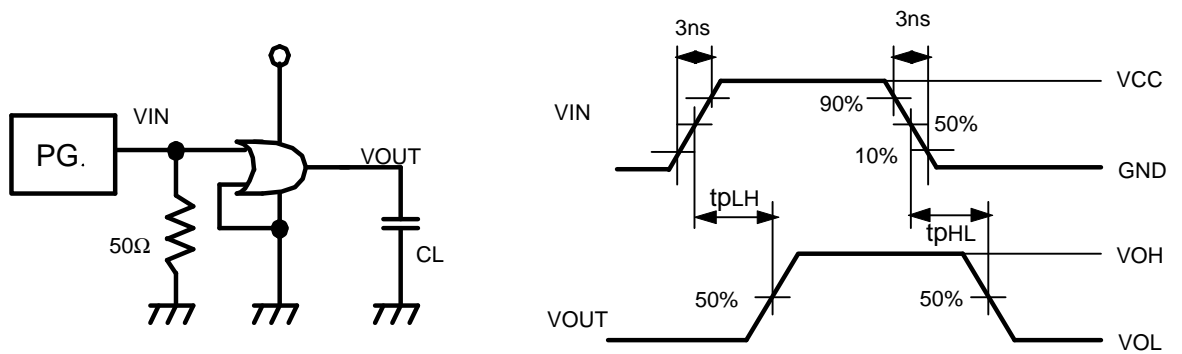 PG.
VIN
50Ω
VOUT
CL
3ns
3ns
VIN
90%
50%
10%
VCC
GND
tpLH
tpHL
VOUT
50%
50%
VOH
VOL